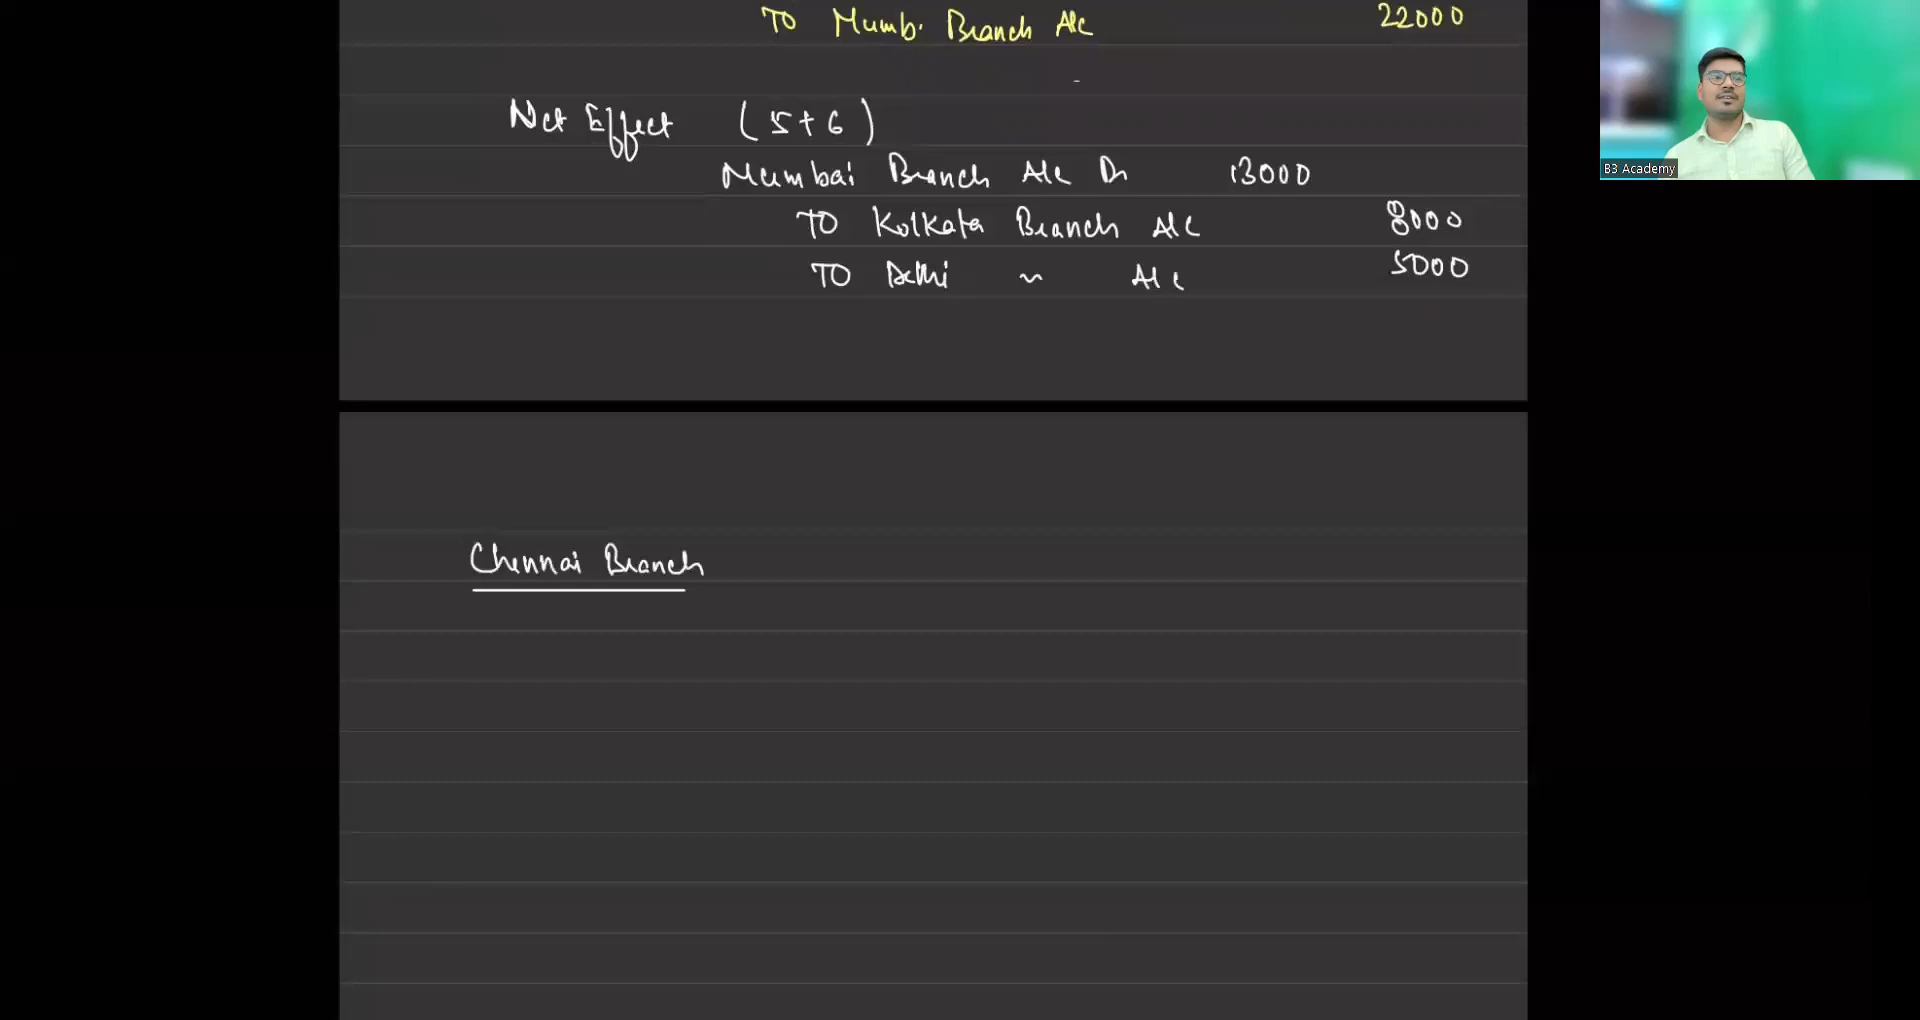 TO Mumb. Branch A/c 22000
B3 Academy
Net Effect (5+6)
Mumbai Branch A/c Dr 13000
TO Kolkata Branch A/c 8000
TO Delhi " A/c 5000
Chennai Branch